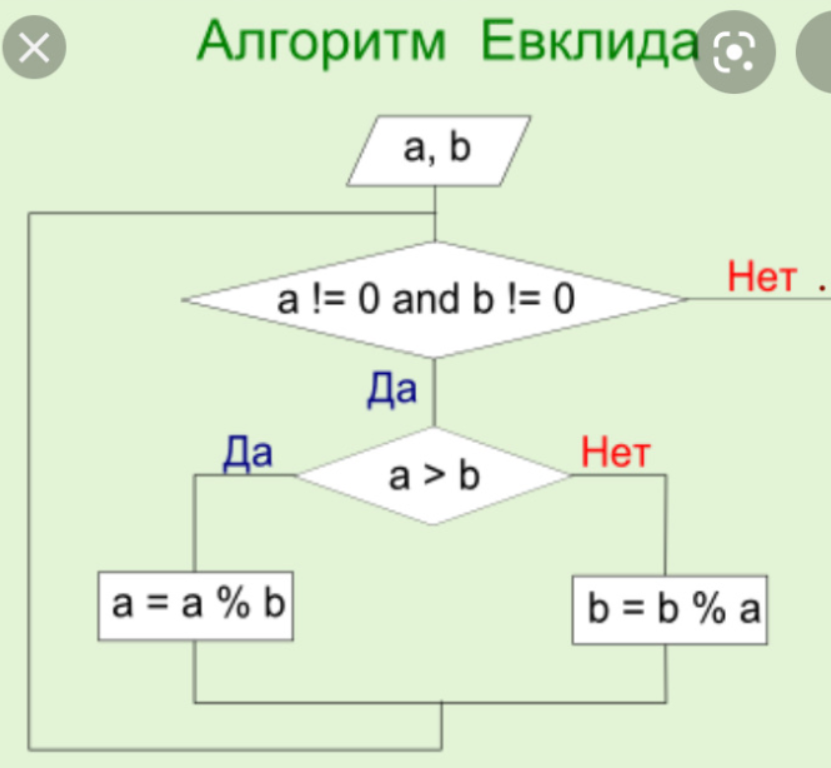 Алгоритм Евклида
a, b
a != 0 and b != 0
Нет .
Да
Да
a > b
Нет
a = a % b
b = b % a